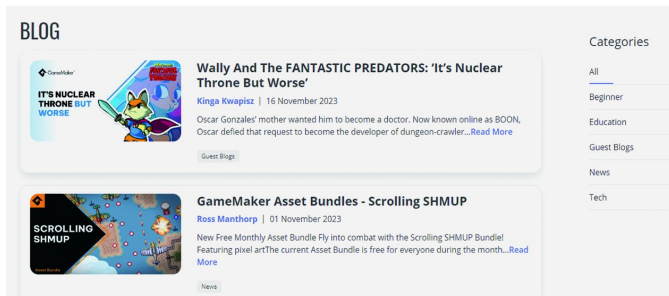 BLOG
GameMaker
IT'S NUCLEAR
THRONE BUT
WORSE
Wally And The FANTASTIC PREDATORS: ‘It’s Nuclear
Throne But Worse’
Kinga Kwapisz | 16 November 2023
Oscar Gonzales’ mother wanted him to become a doctor. Now known online as BOON,
Oscar defied that request to become the developer of dungeon-crawler...Read More
Guest Blogs
SCROLLING
SHMUP
Asset Bundle
GameMaker Asset Bundles - Scrolling SHMUP
Ross Manthorp | 01 November 2023
New Free Monthly Asset Bundle Fly into combat with the Scrolling SHMUP Bundle!
Featuring pixel artThe current Asset Bundle is free for everyone during the month...Read
More
News
Categories
All
Beginner
Education
Guest Blogs
News
Tech